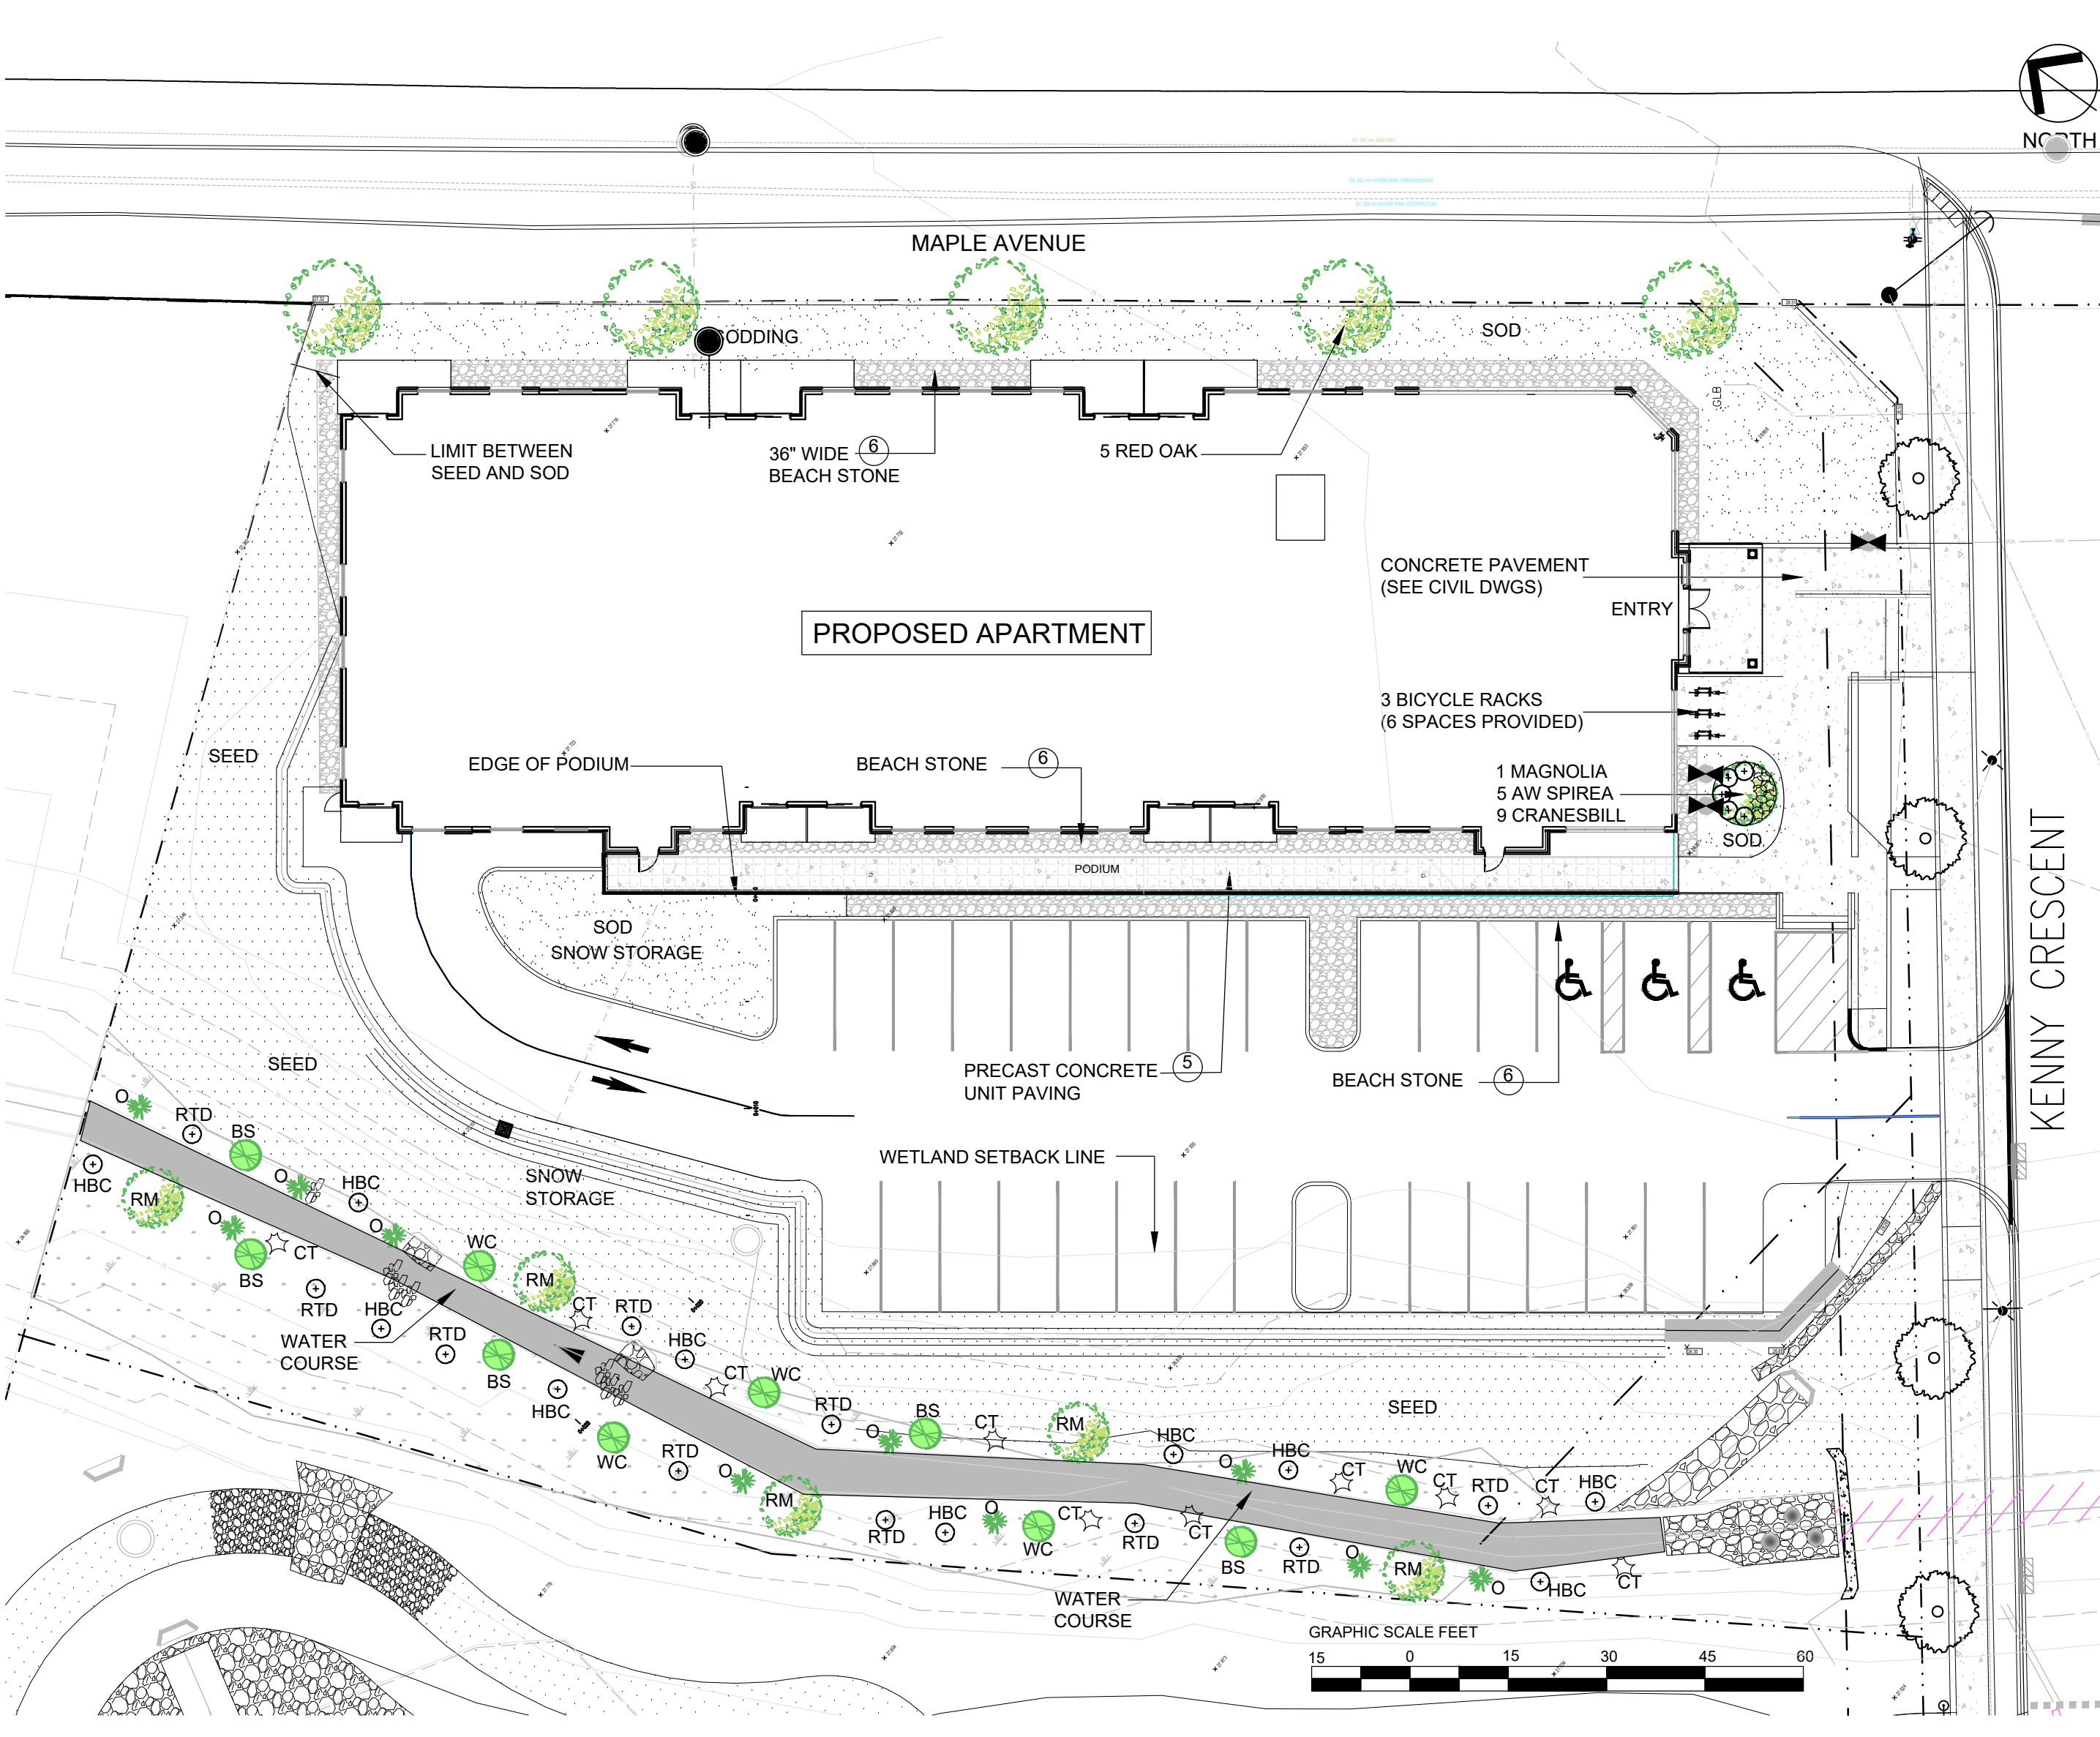 NORTH
EX. 200 mm SANITARY
MAPLE AVENUE
SODDING
SOD
GLB
LIMIT BETWEEN
SEED AND SOD
36" WIDE
BEACH STONE
6
5 RED OAK
CONCRETE PAVEMENT
(SEE CIVIL DWGS)
ENTRY
PROPOSED APARTMENT
3 BICYCLE RACKS
(6 SPACES PROVIDED)
SEED
EDGE OF PODIUM
BEACH STONE
6
1 MAGNOLIA
5 AW SPIREA
9 CRANESBILL
SOD
PODIUM
KENNY CRESCENT
SOD
SNOW STORAGE
SEED
PRECAST CONCRETE
UNIT PAVING
5
BEACH STONE
6
WETLAND SETBACK LINE
SNOW
STORAGE
O
RTD
BS
HBC
RM
O
HBC
O
O
BS
CT
WC
RM
RTD
HBC
CT
RTD
WATER
COURSE
RTD
BS
HBC
HBC
CT
WC
WC
RTD
RTD
O
BS
CT
RM
O
RM
HBC
O
HBC
CT
WC
CT
RTD
CT
HBC
SEED
RTD
HBC
O
WC
CT
RTD
CT
BS
RTD
O
RM
O
HBC
CT
WATER
COURSE
GRAPHIC SCALE FEET
15 0 15 30 45 60